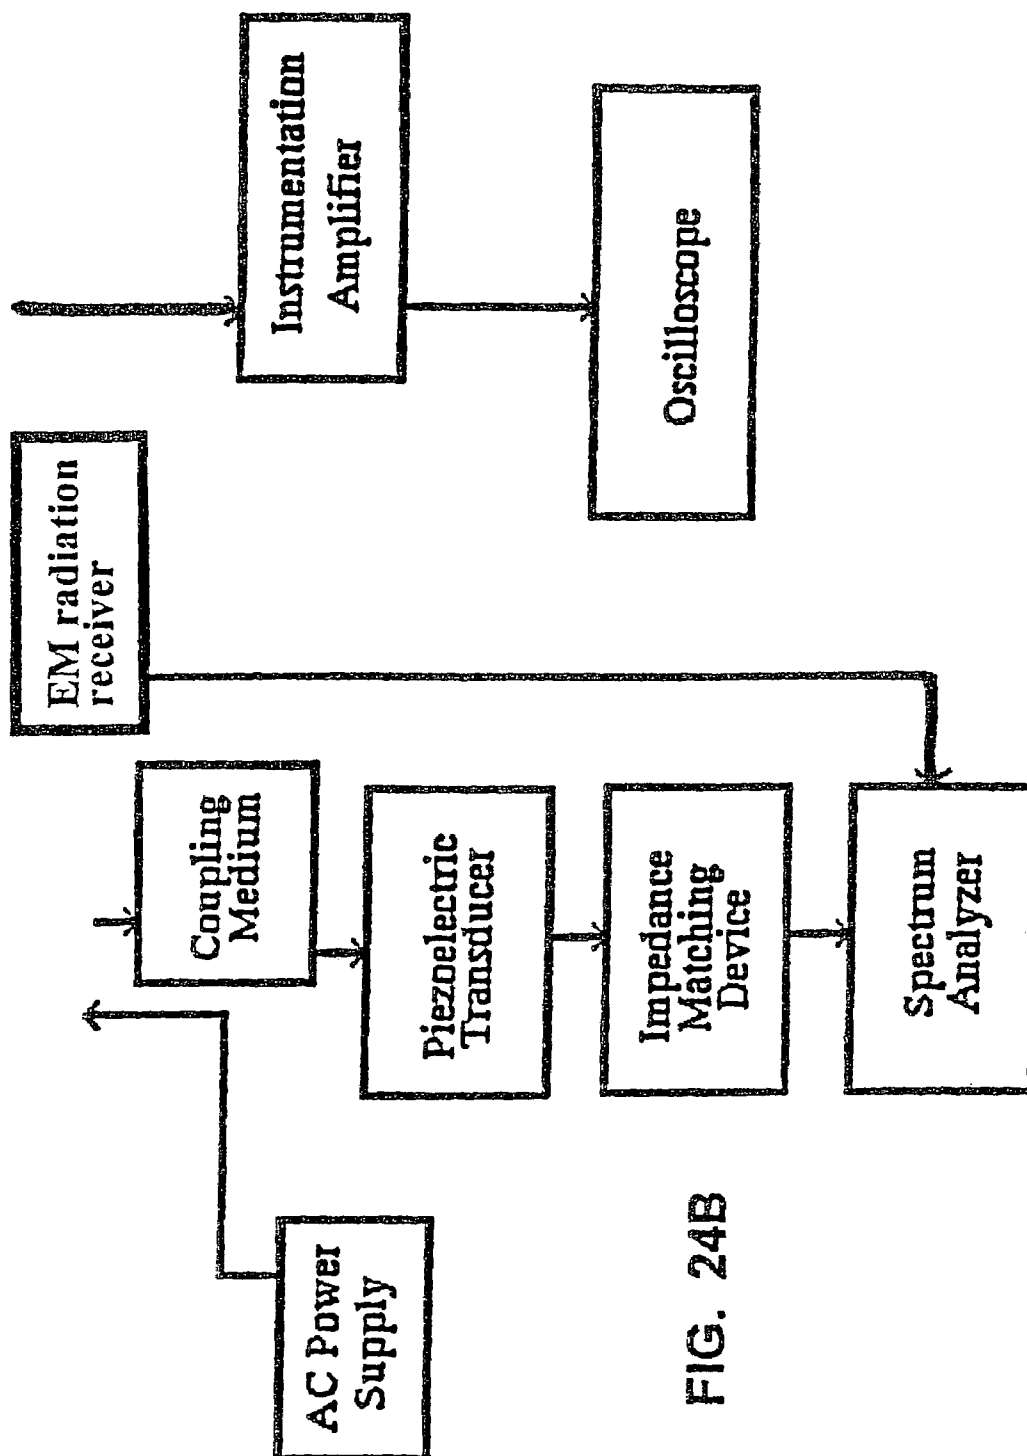 AC Power
Supply
Coupling
Medium
EM radiation
receiver
Instrumentation
Amplifier
Piezoelectric
Transducer
Impedance
Matching
Device
Oscilloscope
Spectrum
Analyzer
FIG. 24B